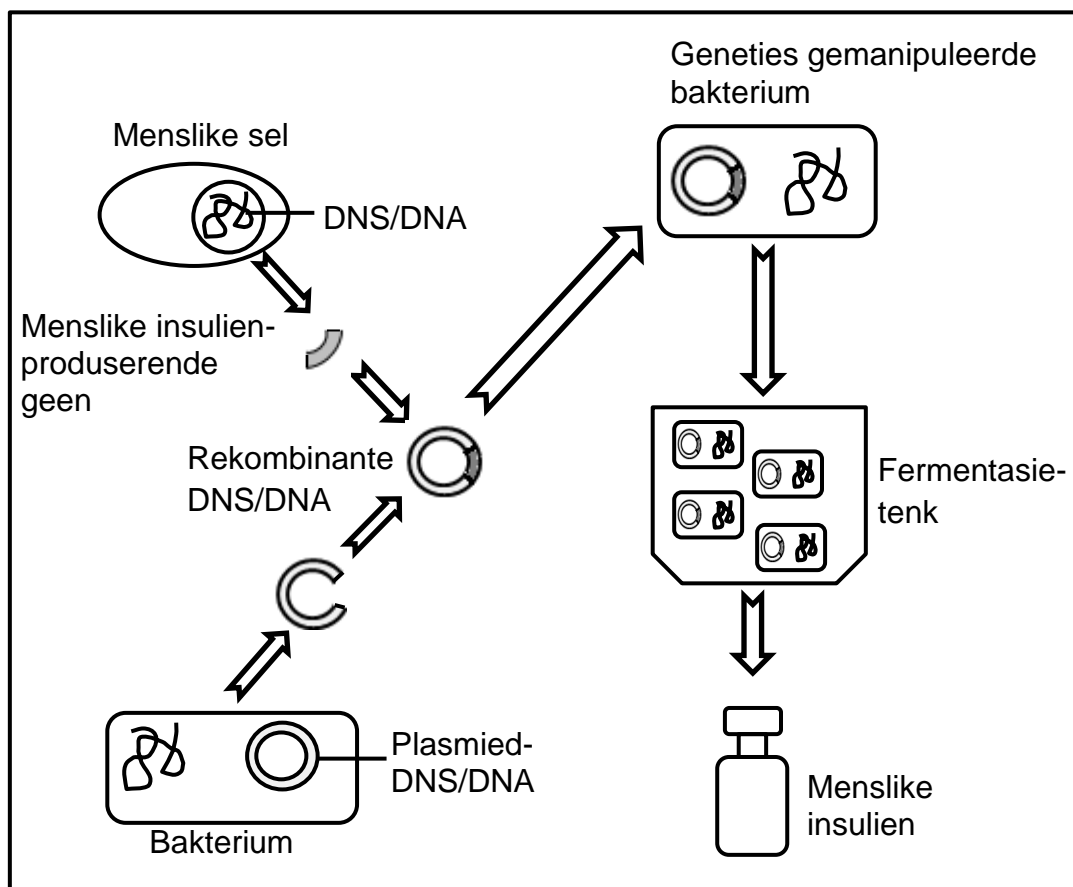 Geneties gemanipuleerde
bakterium
Menslike sel
DNS/DNA
Menslike insulien-
produserende
geen
Rekombinante
DNS/DNA
Fermentasie-
tenk
Plasmied-
DNS/DNA
Bakterium
Menslike
insulien